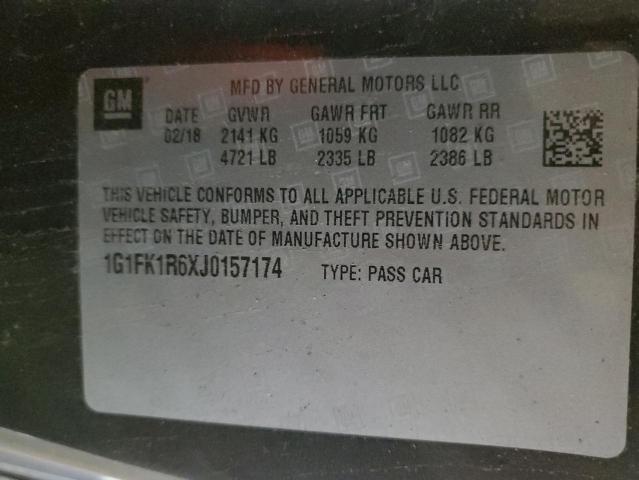 GM
MFD BY GENERAL MOTORS LLC
DATE GVWR GAWR FRT GAWR RR
02/18 2141 KG 1059 KG 1082 KG
4721 LB 2335 LB 2386 LB
THIS VEHICLE CONFORMS TO ALL APPLICABLE U.S. FEDERAL MOTOR
VEHICLE SAFETY, BUMPER, AND THEFT PREVENTION STANDARDS IN
EFFECT ON THE DATE OF MANUFACTURE SHOWN ABOVE.
1G1FK1R6XJ0157174 TYPE: PASS CAR